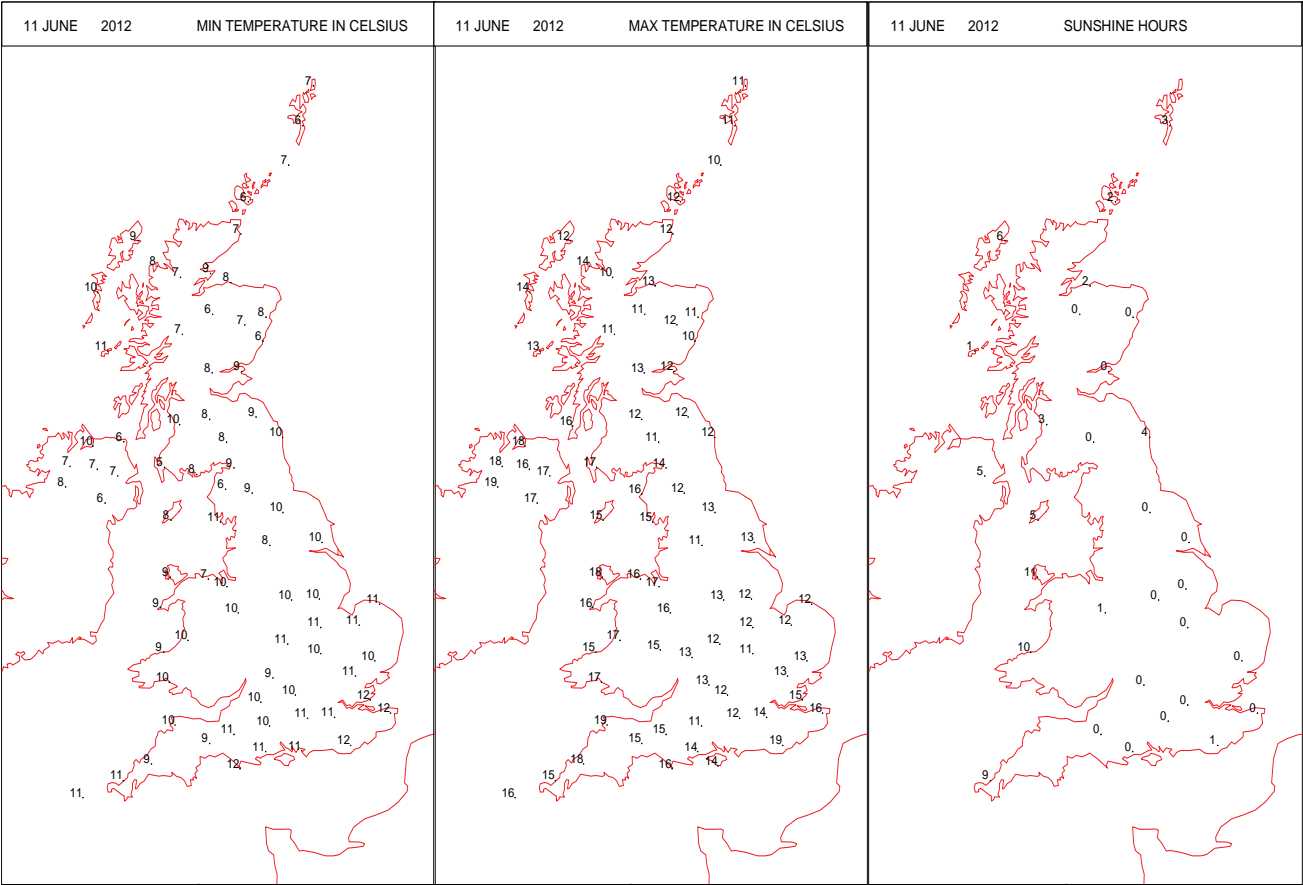 11 JUNE 2012 MIN TEMPERATURE IN CELSIUS
7.
6.
7.
6.
7.
9.
8. 7. 9. 8.
10.
6. 8.
7. 7. 6.
11.
8. 9.
10. 8. 9.
10. 6. 8. 10.
7. 7. 7. 5. 8. 9.
8. 6. 6. 9.
8. 11. 10.
8. 10.
9. 7. 10.
9. 10. 10. 10. 11.
10. 11. 11.
9. 11. 10. 10.
10. 9. 11.
10. 10. 12.
10. 10. 11. 11. 12.
9. 11. 11. 11. 12.
9. 12.
11.
11.
11 JUNE 2012 MAX TEMPERATURE IN CELSIUS
11.
11.
10.
12.
12.
12.
14. 10. 13.
14.
11. 11.
11. 12. 10.
13.
13. 12.
16. 12. 12.
18. 11. 12.
18. 16. 17. 17. 14.
19. 17. 16. 12.
15. 15. 13.
11. 13.
18. 16. 17.
16. 16. 13. 12. 12.
17. 12. 12.
15. 15. 12. 11. 13.
17. 13. 13.
13. 12. 15.
19. 15. 11. 12. 14. 16.
15. 14. 19.
18. 16. 14.
15.
16.
11 JUNE 2012 SUNSHINE HOURS
3.
2.
6.
2.
0. 0.
1.
0.
3. 0. 4.
5.
5. 0.
0.
11.
1. 0. 0.
0.
10. 0.
0. 0.
0. 0. 0.
0. 1.
9.